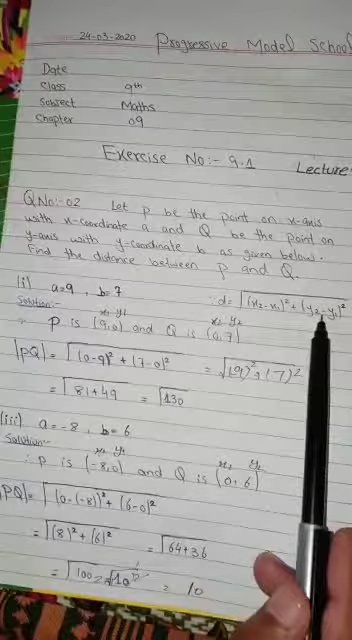 24-03-2020 Progressive Model School
Date
Class 9th
Subject Maths
Chapter 09
Exercise No:- 9.1 Lecture:
QNo:-02 Let P be the point on x-axis
with x-coordinate a and Q be the point on
y-axis with y-coordinate b as given below.
Find the distance between P and Q.
(i) a=9, b=7 ∴ d=√(x₂-x₁)²+(y₂-y₁)²
Solution:-
x₁ y₁ x₂ y₂
∵ P is (9,0) and Q is (0,7)
|PQ|=√(0-9)²+(7-0)² = √(9)²+(7)²
=√81+49 = √130
(iii) a=-8, b=6
Solution:-
x₁ y₁ x₂ y₂
∴ P is (-8,0) and Q is (0,6)
|PQ|=√(0-(-8))²+(6-0)²
=√(8)²+(6)² =√64+36
=√100 = √10² = 10